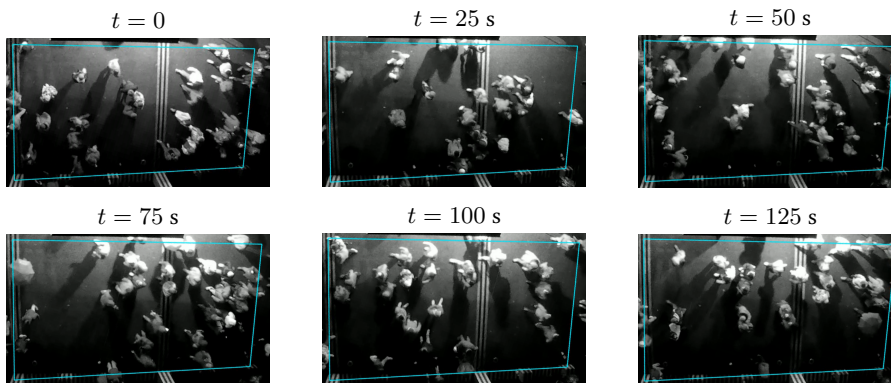 t = 0
t = 25 s
t = 50 s
t = 75 s
t = 100 s
t = 125 s